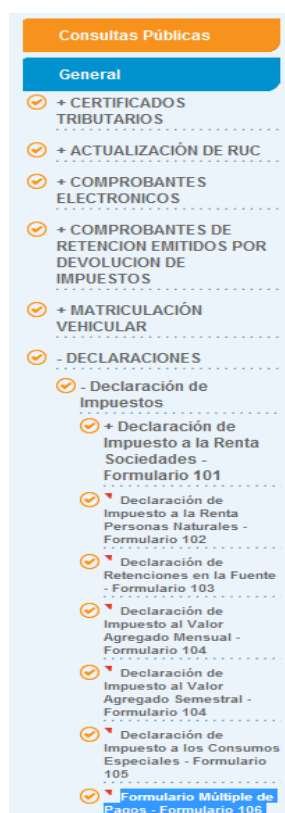 Consultas Públicas
General
+ CERTIFICADOS
TRIBUTARIOS
+ ACTUALIZACIÓN DE RUC
+ COMPROBANTES
ELECTRONICOS
+ COMPROBANTES DE
RETENCION EMITIDOS POR
DEVOLUCION DE
IMPUESTOS
+ MATRICULACIÓN
VEHICULAR
- DECLARACIONES
- Declaración de
Impuestos
+ Declaración de
Impuesto a la Renta
Sociedades -
Formulario 101
Declaración de
Impuesto a la Renta
Personas Naturales -
Formulario 102
Declaración de
Retenciones en la Fuente
- Formulario 103
Declaración de
Impuesto al Valor
Agregado Mensual -
Formulario 104
Declaración de
Impuesto al Valor
Agregado Semestral -
Formulario 104
Declaración de
Impuesto a los Consumos
Especiales - Formulario
105
Formulario Múltiple de
Pagos - Formulario 106